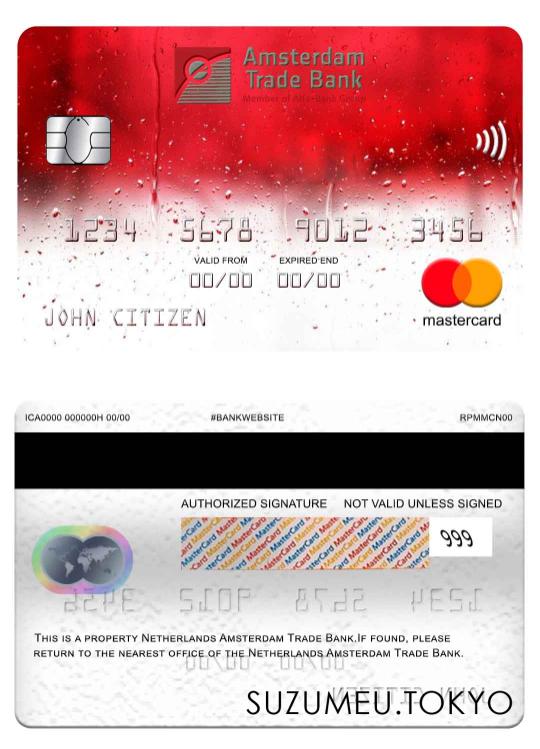 Amsterdam
Trade Bank
Member of Alfa-Bank Group
1234 5678 9012 3456
VALID FROM EXPIRED END
00/00 00/00
JOHN CITIZEN
mastercard
ICA0000 000000H 00/00 #BANKWEBSITE RPMMCN00
AUTHORIZED SIGNATURE NOT VALID UNLESS SIGNED
MasterCard MasterCard MasterCard
999
THIS IS A PROPERTY NETHERLANDS AMSTERDAM TRADE BANK.IF FOUND, PLEASE
RETURN TO THE NEAREST OFFICE OF THE NETHERLANDS AMSTERDAM TRADE BANK.
SUZUMEU.TOKYO